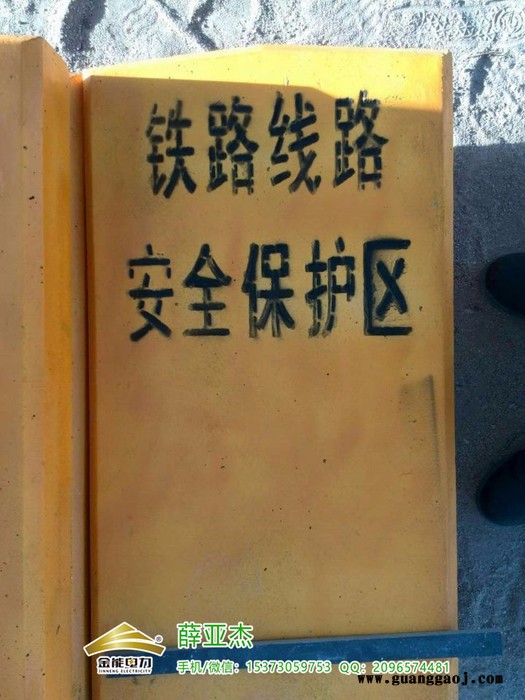 铁路线路
安全保护区
金能电力
JINNENG ELECTRICITY
薛亚杰
手机/微信: 15373059753 QQ: 2096574481
www.guanggaoj.com